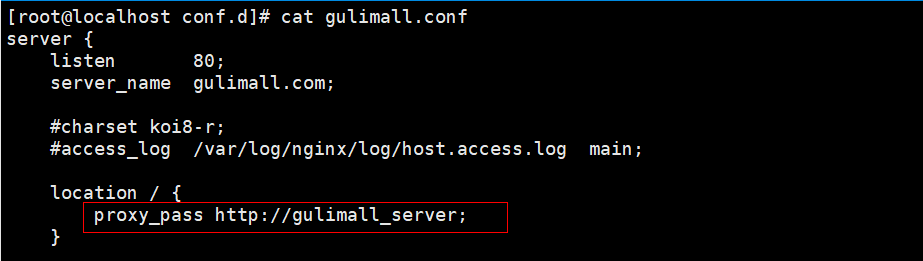 [root@localhost conf.d]# cat gulimall.conf
server {
    listen       80;
    server_name  gulimall.com;

    #charset koi8-r;
    #access_log  /var/log/nginx/log/host.access.log  main;

    location / {
        proxy_pass http://gulimall_server;
    }